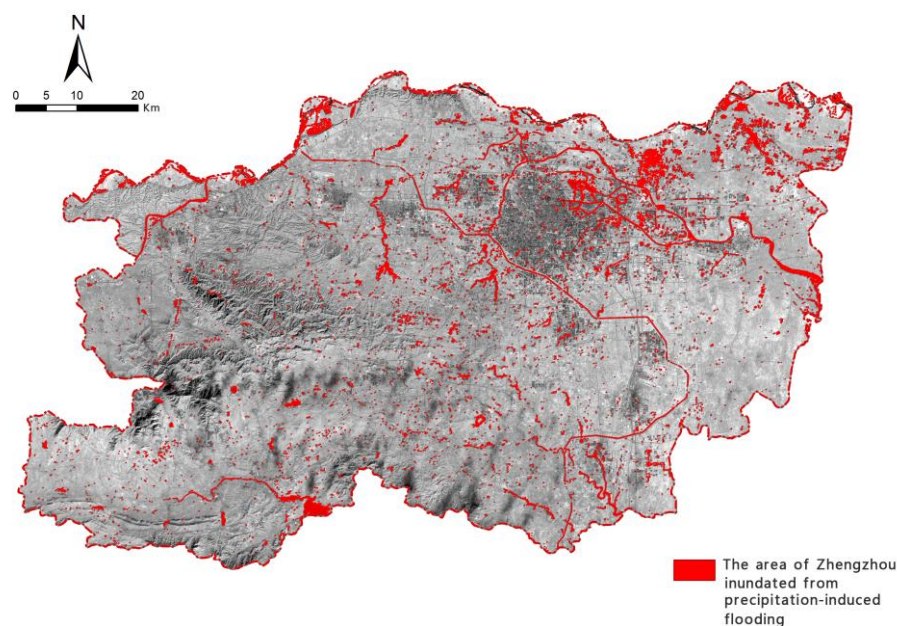 N
0 5 10 20
Km
The area of Zhengzhou
inundated from
precipitation-induced
flooding